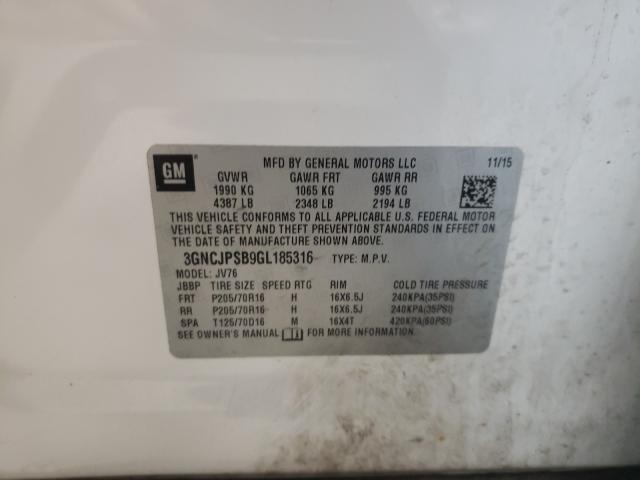 GM
MFD BY GENERAL MOTORS LLC 11/15
GVWR GAWR FRT GAWR RR
1990 KG 1065 KG 995 KG
4387 LB 2348 LB 2194 LB
THIS VEHICLE CONFORMS TO ALL APPLICABLE U.S. FEDERAL MOTOR
VEHICLE SAFETY AND THEFT PREVENTION STANDARDS IN EFFECT ON THE
DATE OF MANUFACTURE SHOWN ABOVE.
3GNCJPSB9GL185316 TYPE: M.P.V.
MODEL: JV76
JBBP TIRE SIZE SPEED RTG RIM COLD TIRE PRESSURE
FRT P205/70R16 H 16X6.5J 240KPA(35PSI)
RR P205/70R16 H 16X6.5J 240KPA(35PSI)
SPA T125/70D16 M 16X4T 420KPA(60PSI)
SEE OWNER'S MANUAL FOR MORE INFORMATION.